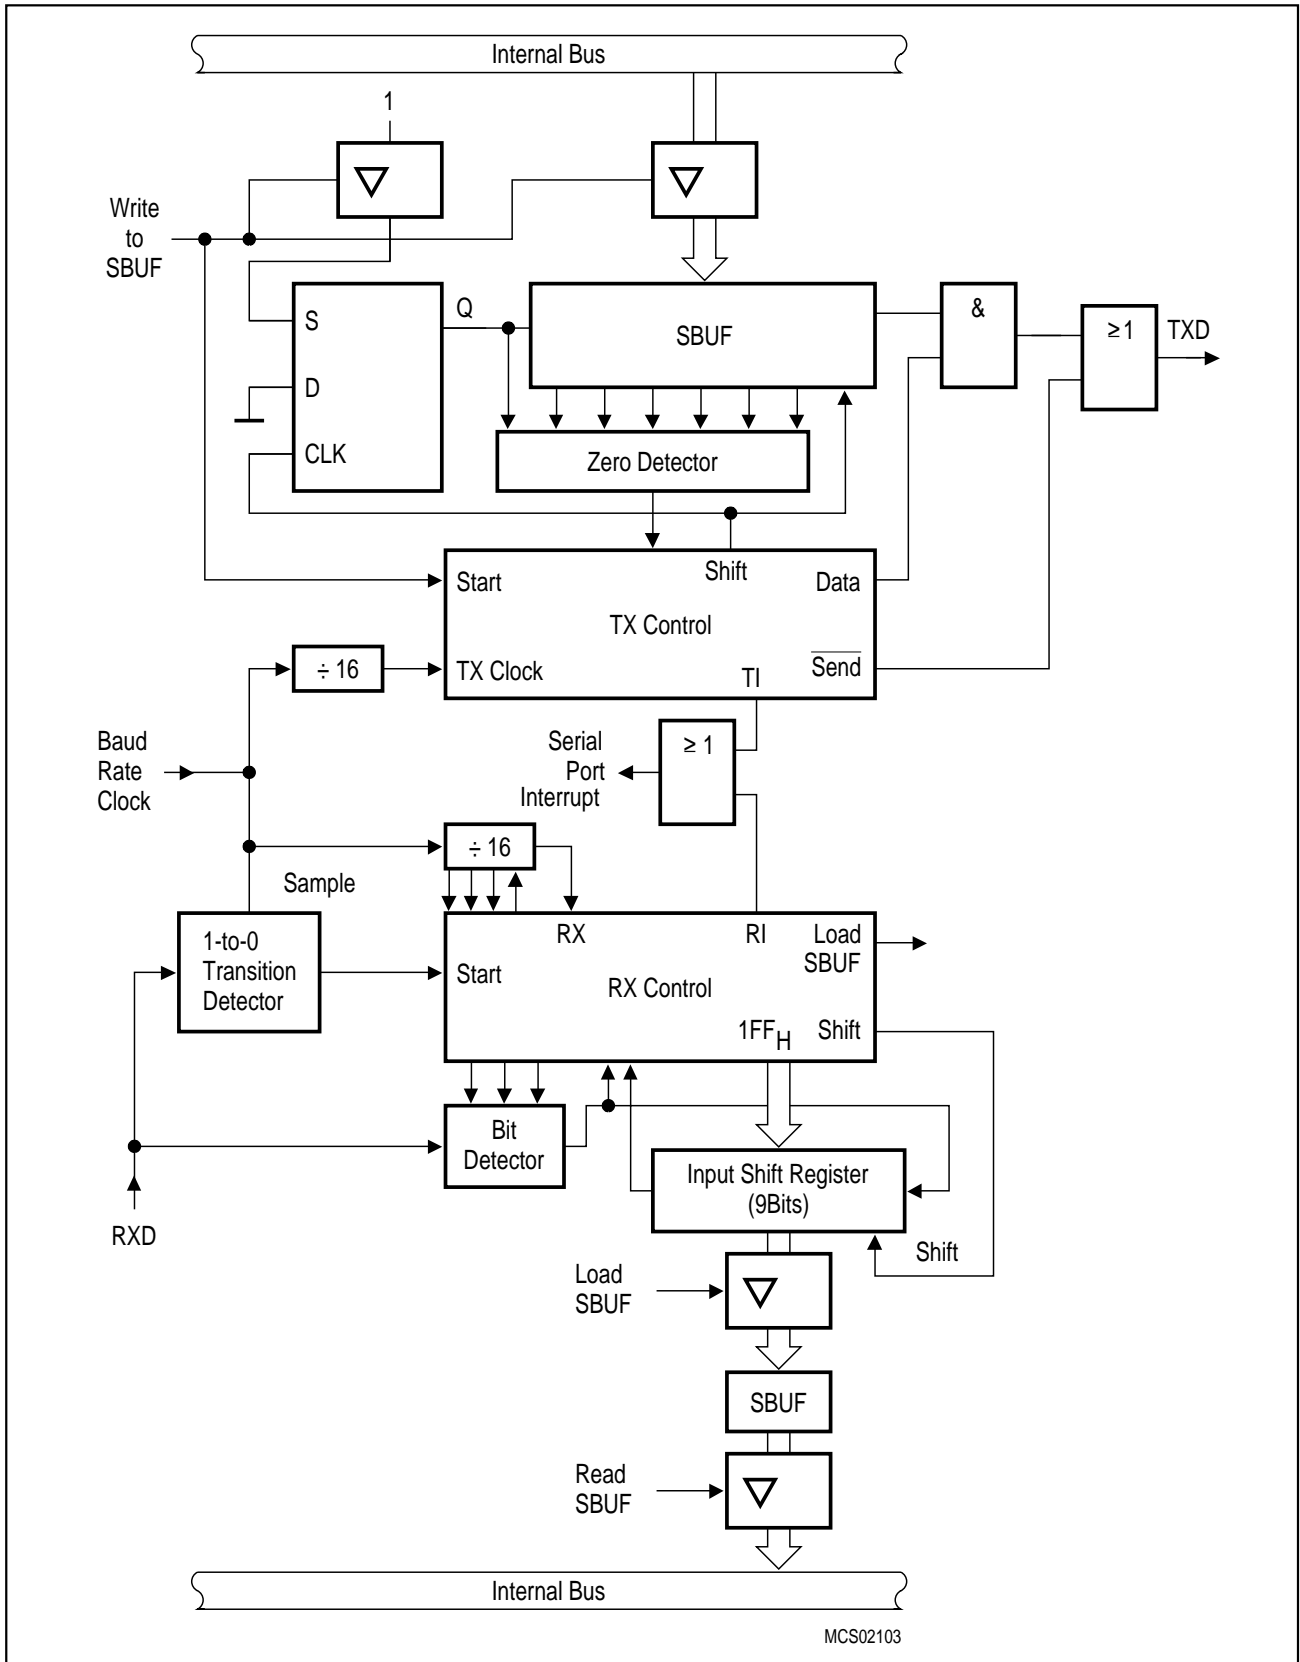 Internal Bus
1
Write
to
SBUF
S
D
CLK
Q
SBUF
&
≥1
TXD
Zero Detector
Start
Shift
Data
TX Control
TX Clock
TI
Send
÷ 16
Baud
Rate
Clock
Serial
Port
Interrupt
≥ 1
÷ 16
Sample
1-to-0
Transition
Detector
RX
RI
Load
SBUF
Start
RX Control
1FFH
Shift
Bit
Detector
Input Shift Register
(9Bits)
RXD
Shift
Load
SBUF
SBUF
Read
SBUF
Internal Bus
MCS02103